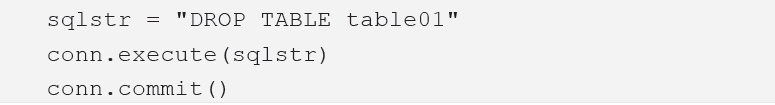 sqlstr = "DROP TABLE table01"
conn.execute(sqlstr)
conn.commit()